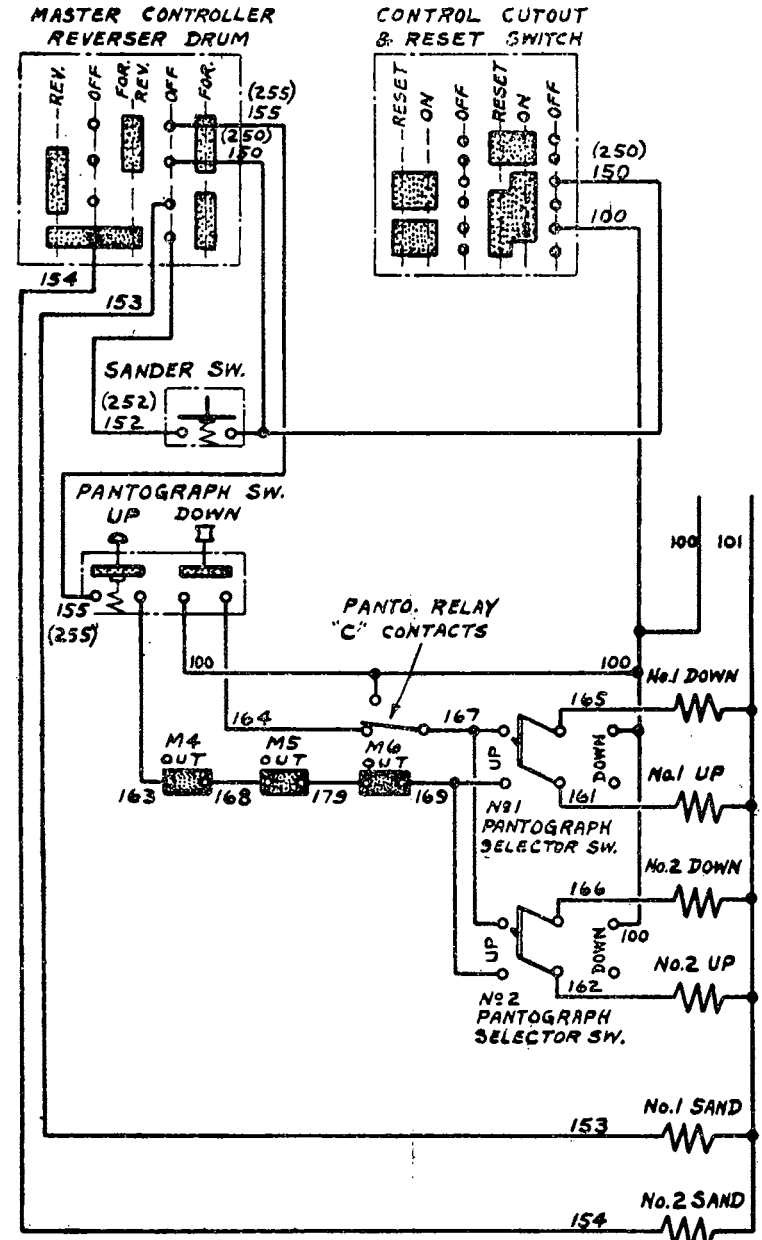 MASTER CONTROLLER
REVERSER DRUM
CONTROL CUTOUT
& RESET SWITCH
REV.
OFF
FOR.
REV.
OFF
FOR.
(255)
155
(250)
150
RESET
ON
OFF
RESET
ON
OFF
(250)
150
100
154
153
SANDER SW.
(252)
152
PANTOGRAPH SW.
UP DOWN
155
(255)
100 101
PANTO. RELAY
"C" CONTACTS
100
100
No.1 DOWN
164
167
165
UP
DOWN
M4
OUT
M5
OUT
M6
OUT
163
168
179
169
161
No.1 UP
No1
PANTOGRAPH
SELECTOR SW.
No.2 DOWN
166
UP
DOWN
100
162
No.2 UP
No2
PANTOGRAPH
SELECTOR SW.
No.1 SAND
153
No.2 SAND
154